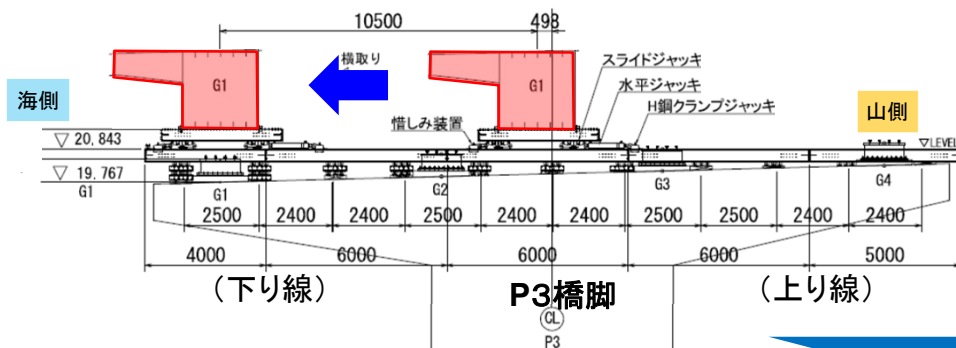 10500
498
スライドジャッキ
横取り
水平ジャッキ
G1
G1
H鋼クランプジャッキ
海側
山側
惜しみ装置
▽ 20,843
▽LEVEL
▽ 19,767
G1
G1
G2
G3
G4
2500
2400
2400
2500
2400
2400
2500
2500
2400
2400
4000
6000
6000
6000
5000
(下り線)
P3橋脚
(上り線)
CL
P3